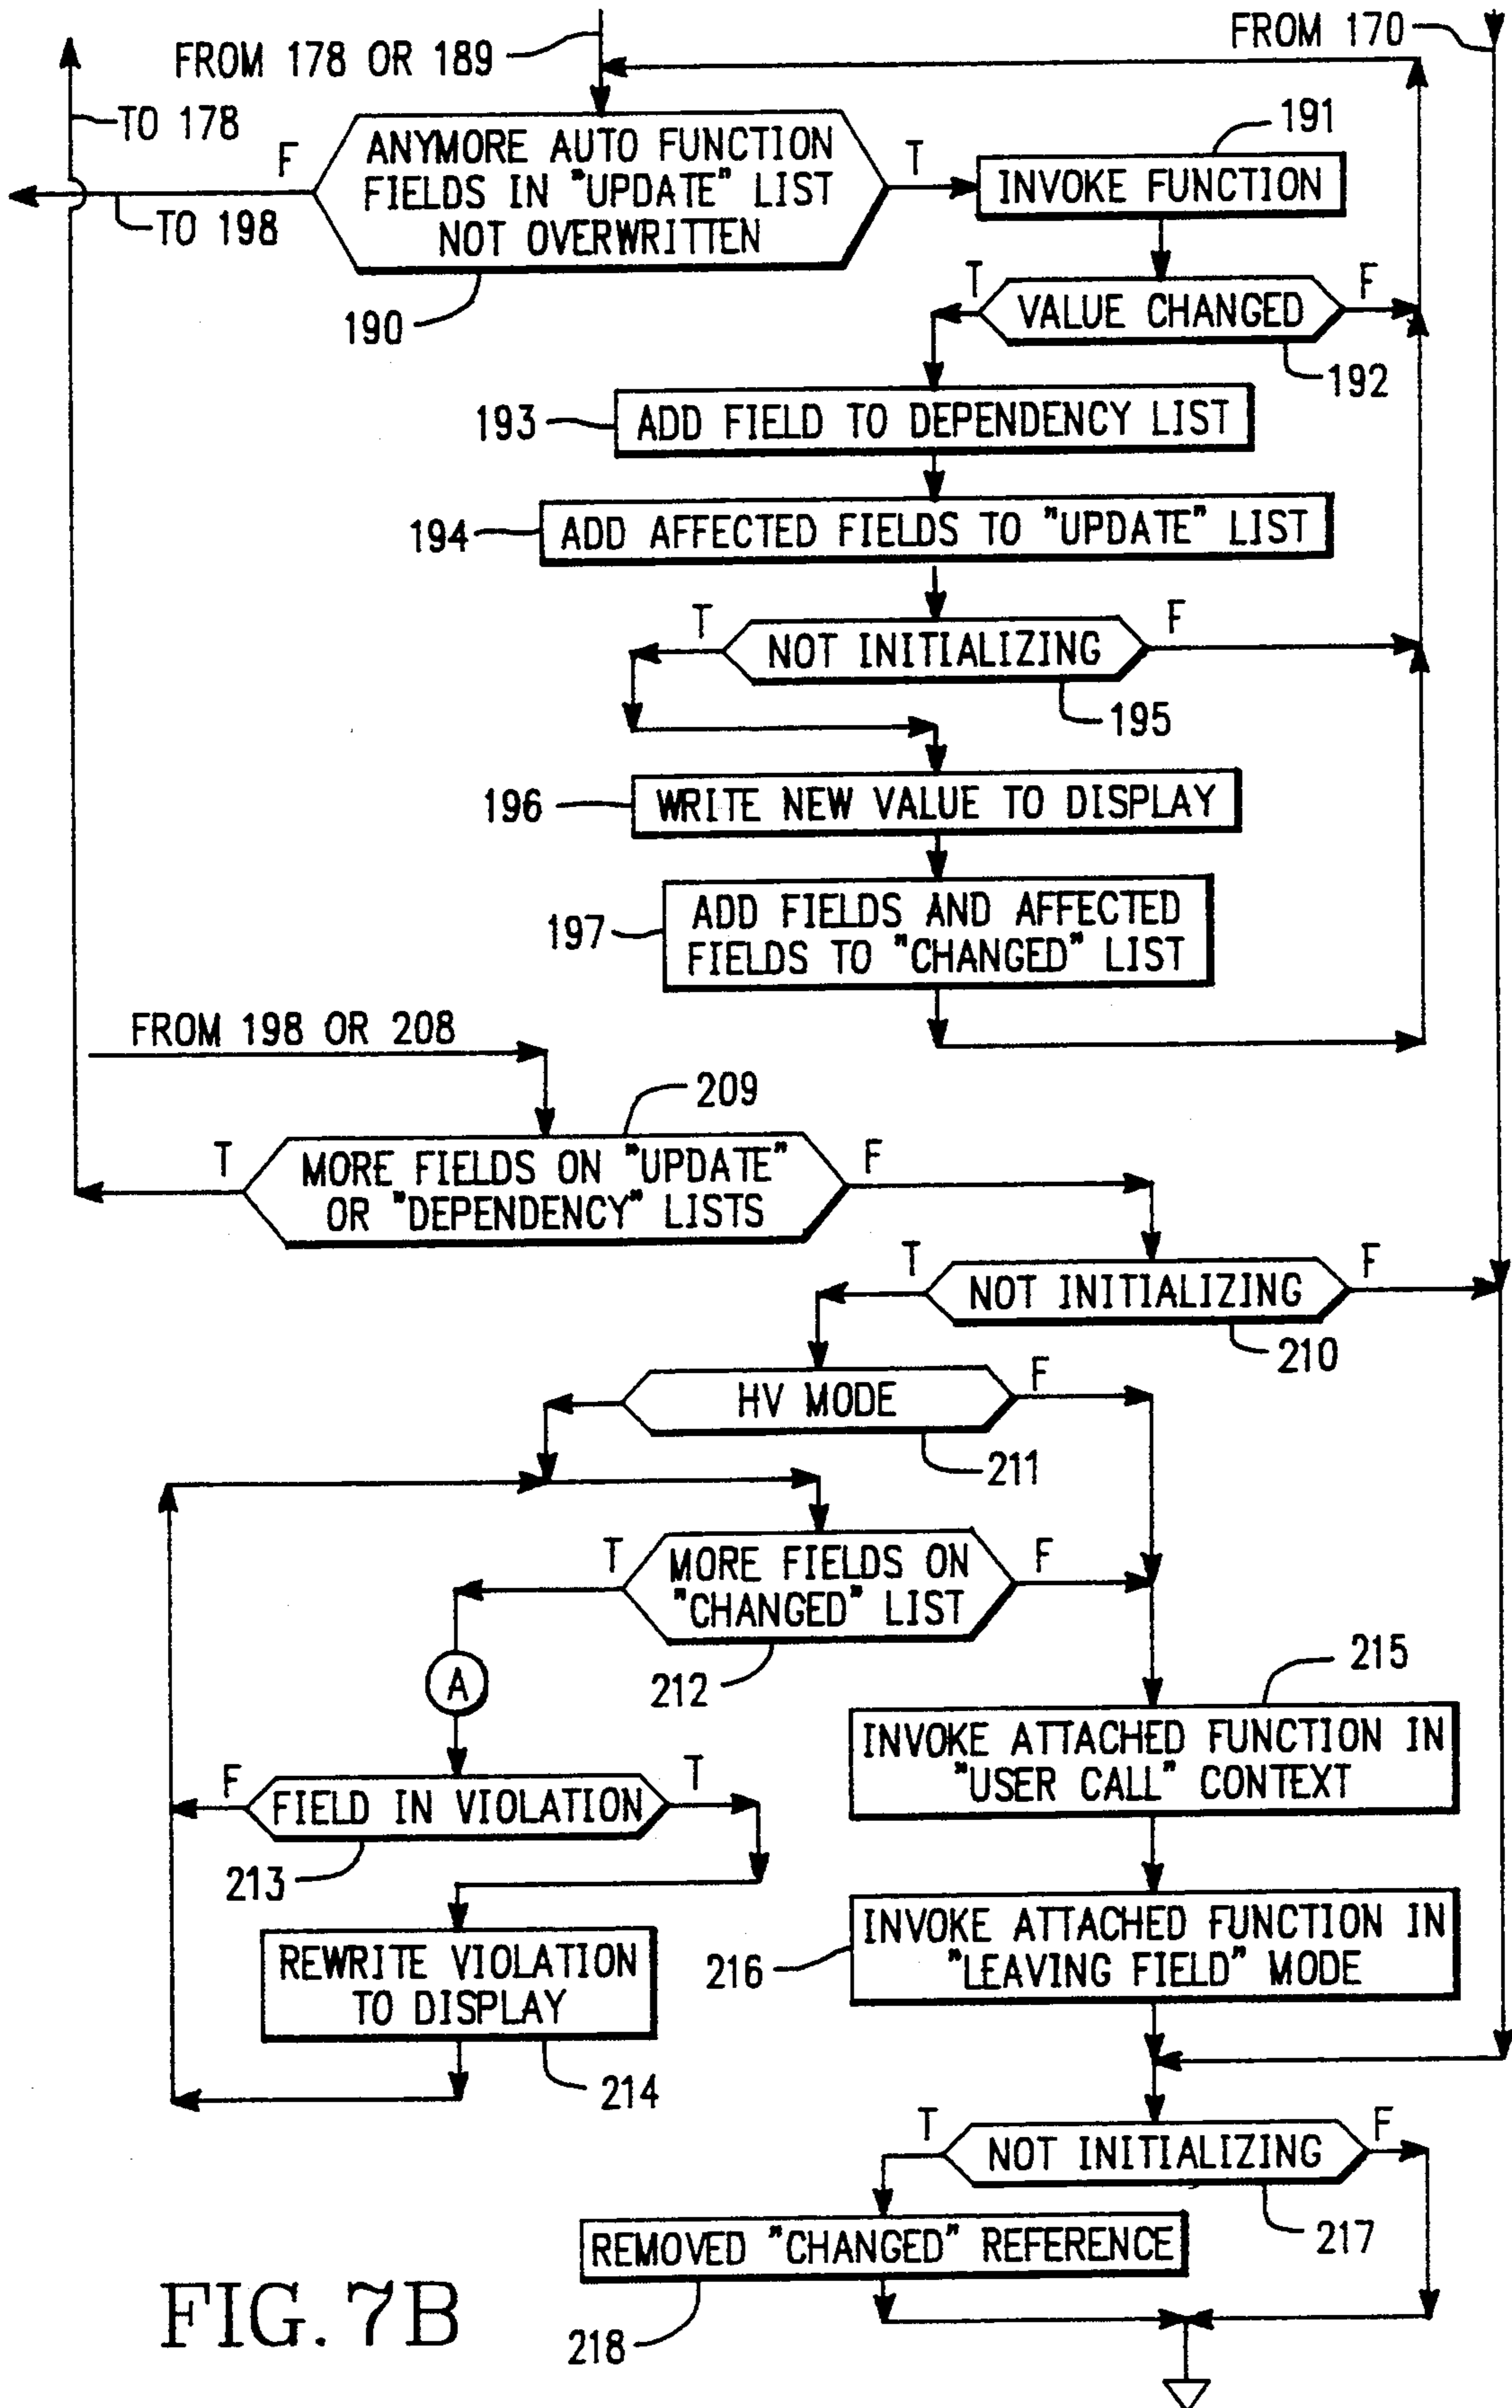 FROM 178 OR 189
FROM 170
TO 178
F
ANYMORE AUTO FUNCTION
FIELDS IN "UPDATE" LIST
NOT OVERWRITTEN
T
191
INVOKE FUNCTION
TO 198
190
T
VALUE CHANGED
F
192
193
ADD FIELD TO DEPENDENCY LIST
194
ADD AFFECTED FIELDS TO "UPDATE" LIST
T
NOT INITIALIZING
F
195
196
WRITE NEW VALUE TO DISPLAY
197
ADD FIELDS AND AFFECTED
FIELDS TO "CHANGED" LIST
FROM 198 OR 208
209
T
MORE FIELDS ON "UPDATE"
OR "DEPENDENCY" LISTS
F
T
NOT INITIALIZING
F
210
HV MODE
F
211
T
MORE FIELDS ON
"CHANGED" LIST
F
212
A
215
INVOKE ATTACHED FUNCTION IN
"USER CALL" CONTEXT
F
FIELD IN VIOLATION
T
213
216
INVOKE ATTACHED FUNCTION IN
"LEAVING FIELD" MODE
REWRITE VIOLATION
TO DISPLAY
214
T
NOT INITIALIZING
F
217
REMOVED "CHANGED" REFERENCE
218
FIG. 7B